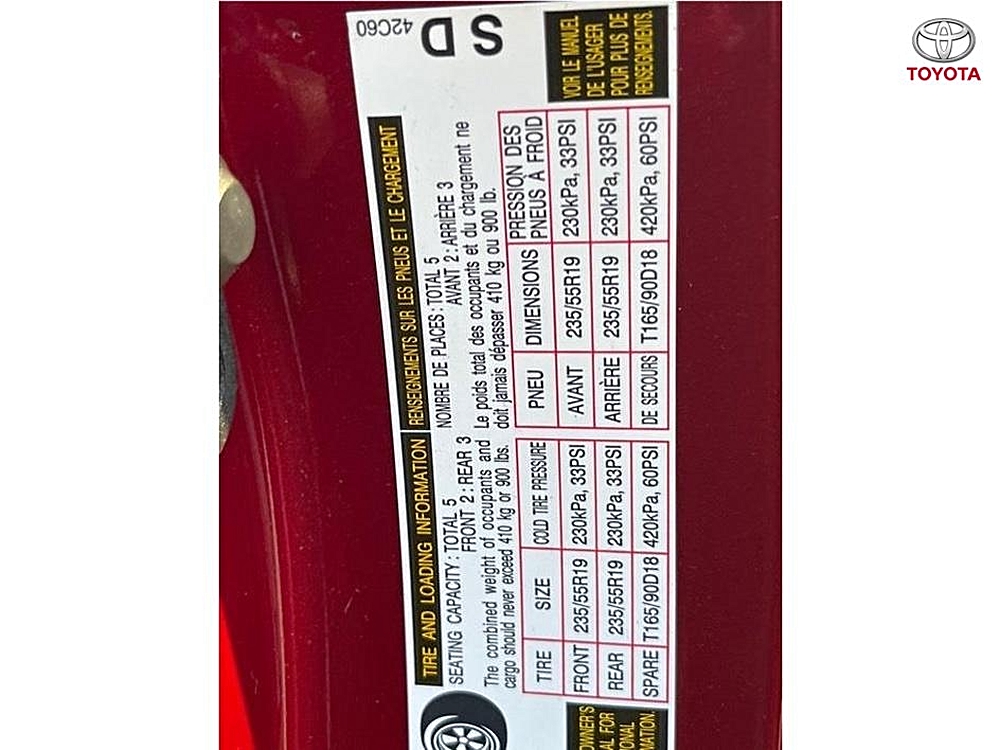 TIRE AND LOADING INFORMATION
SEATING CAPACITY: TOTAL 5
FRONT 2: REAR 3
The combined weight of occupants and
cargo should never exceed 410 kg or 900 lbs.
TIRE SIZE COLD TIRE PRESSURE
FRONT 235/55R19 230kPa, 33PSI
REAR 235/55R19 230kPa, 33PSI
SPARE T165/90D18 420kPa, 60PSI
OWNER'S
FOR
RENSEIGNEMENTS SUR LES PNEUS ET LE CHARGEMENT
NOMBRE DE PLACES: TOTAL 5
AVANT 2: ARRIÈRE 3
Le poids total des occupants et du chargement ne
doit jamais dépasser 410 kg ou 900 lb.
PNEU DIMENSIONS PRESSION DES
PNEUS À FROID
AVANT 235/55R19 230kPa, 33PSI
ARRIÈRE 235/55R19 230kPa, 33PSI
DE SECOURS T165/90D18 420kPa, 60PSI
VOIR LE MANUEL
DE L'USAGER
POUR PLUS DE
RENSEIGNEMENTS.
42C60
S D
TOYOTA